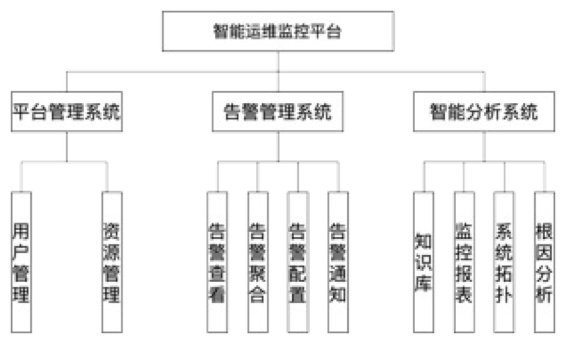 智能运维监控平台
平台管理系统
告警管理系统
智能分析系统
用户管理
资源管理
告警查看
告警聚合
告警配置
告警通知
知识库
监控报表
系统拓扑
根因分析